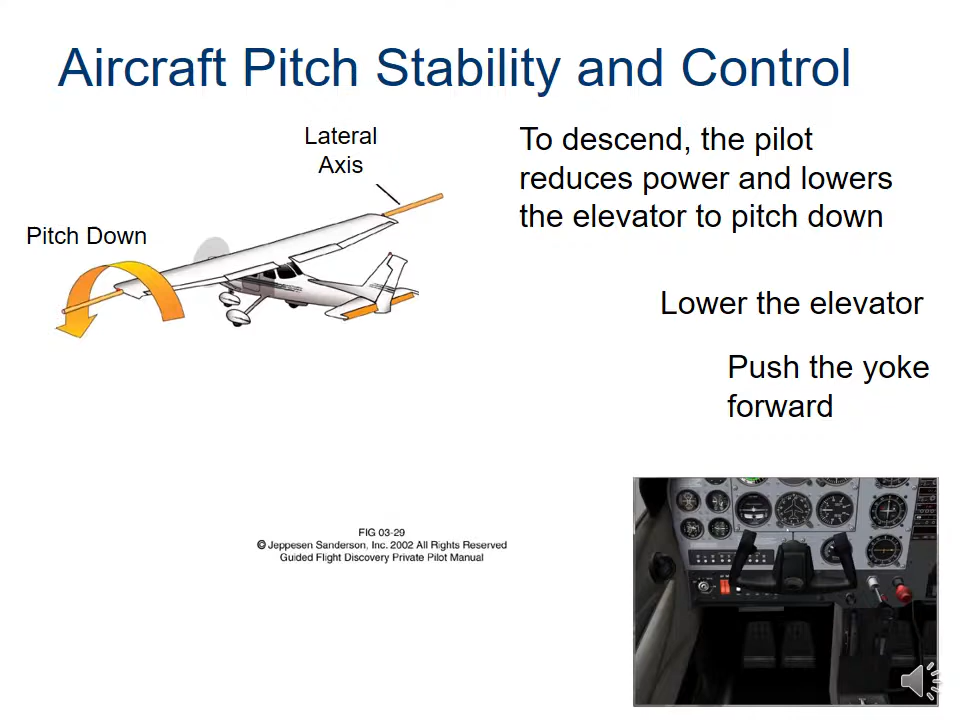 Aircraft Pitch Stability and Control
Lateral
Axis
Pitch Down
To descend, the pilot
reduces power and lowers
the elevator to pitch down
Lower the elevator
Push the yoke
forward
FIG 03-29
© Jeppesen Sanderson, Inc. 2002 All Rights Reserved
Guided Flight Discovery Private Pilot Manual